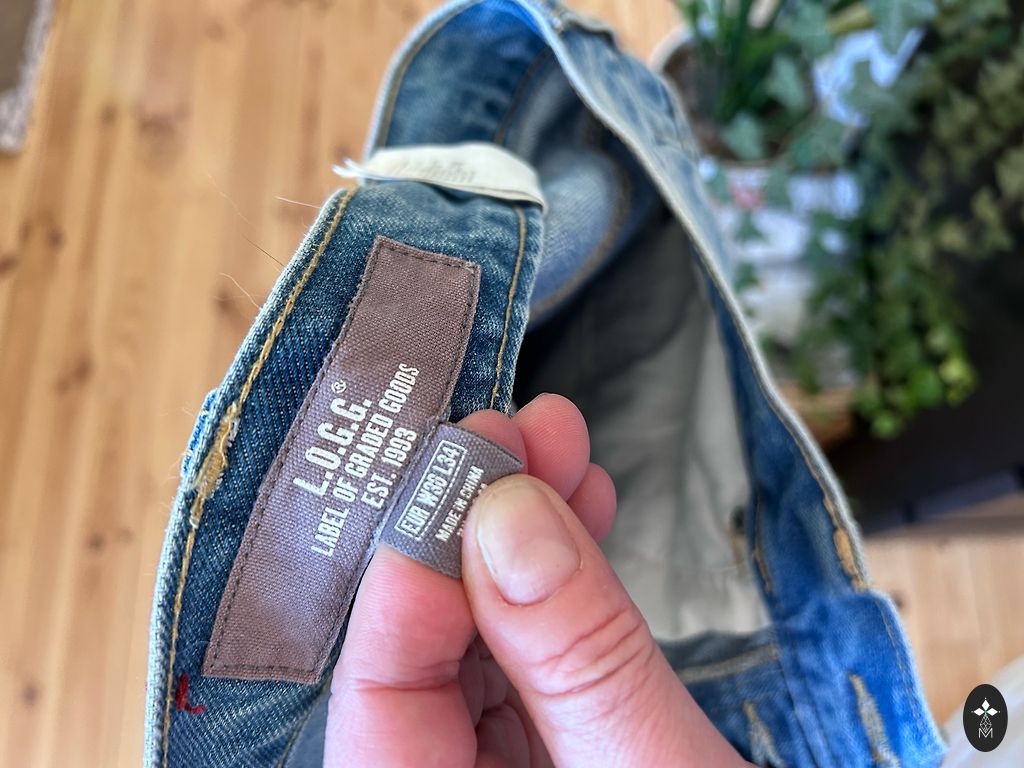 L.O.G.G.®
LABEL OF GRADED GOODS
EST. 1993
EUR W36 L34
MADE IN CHINA